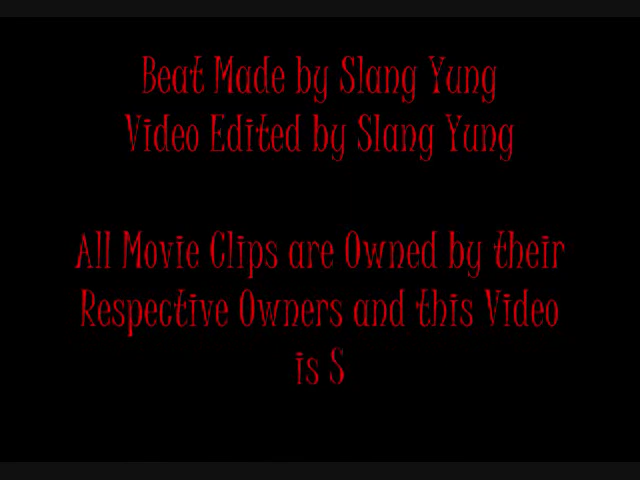 Beat Made by Slang Yung
Video Edited by Slang Yung
All Movie Clips are Owned by their
Respective Owners and this Video
is S